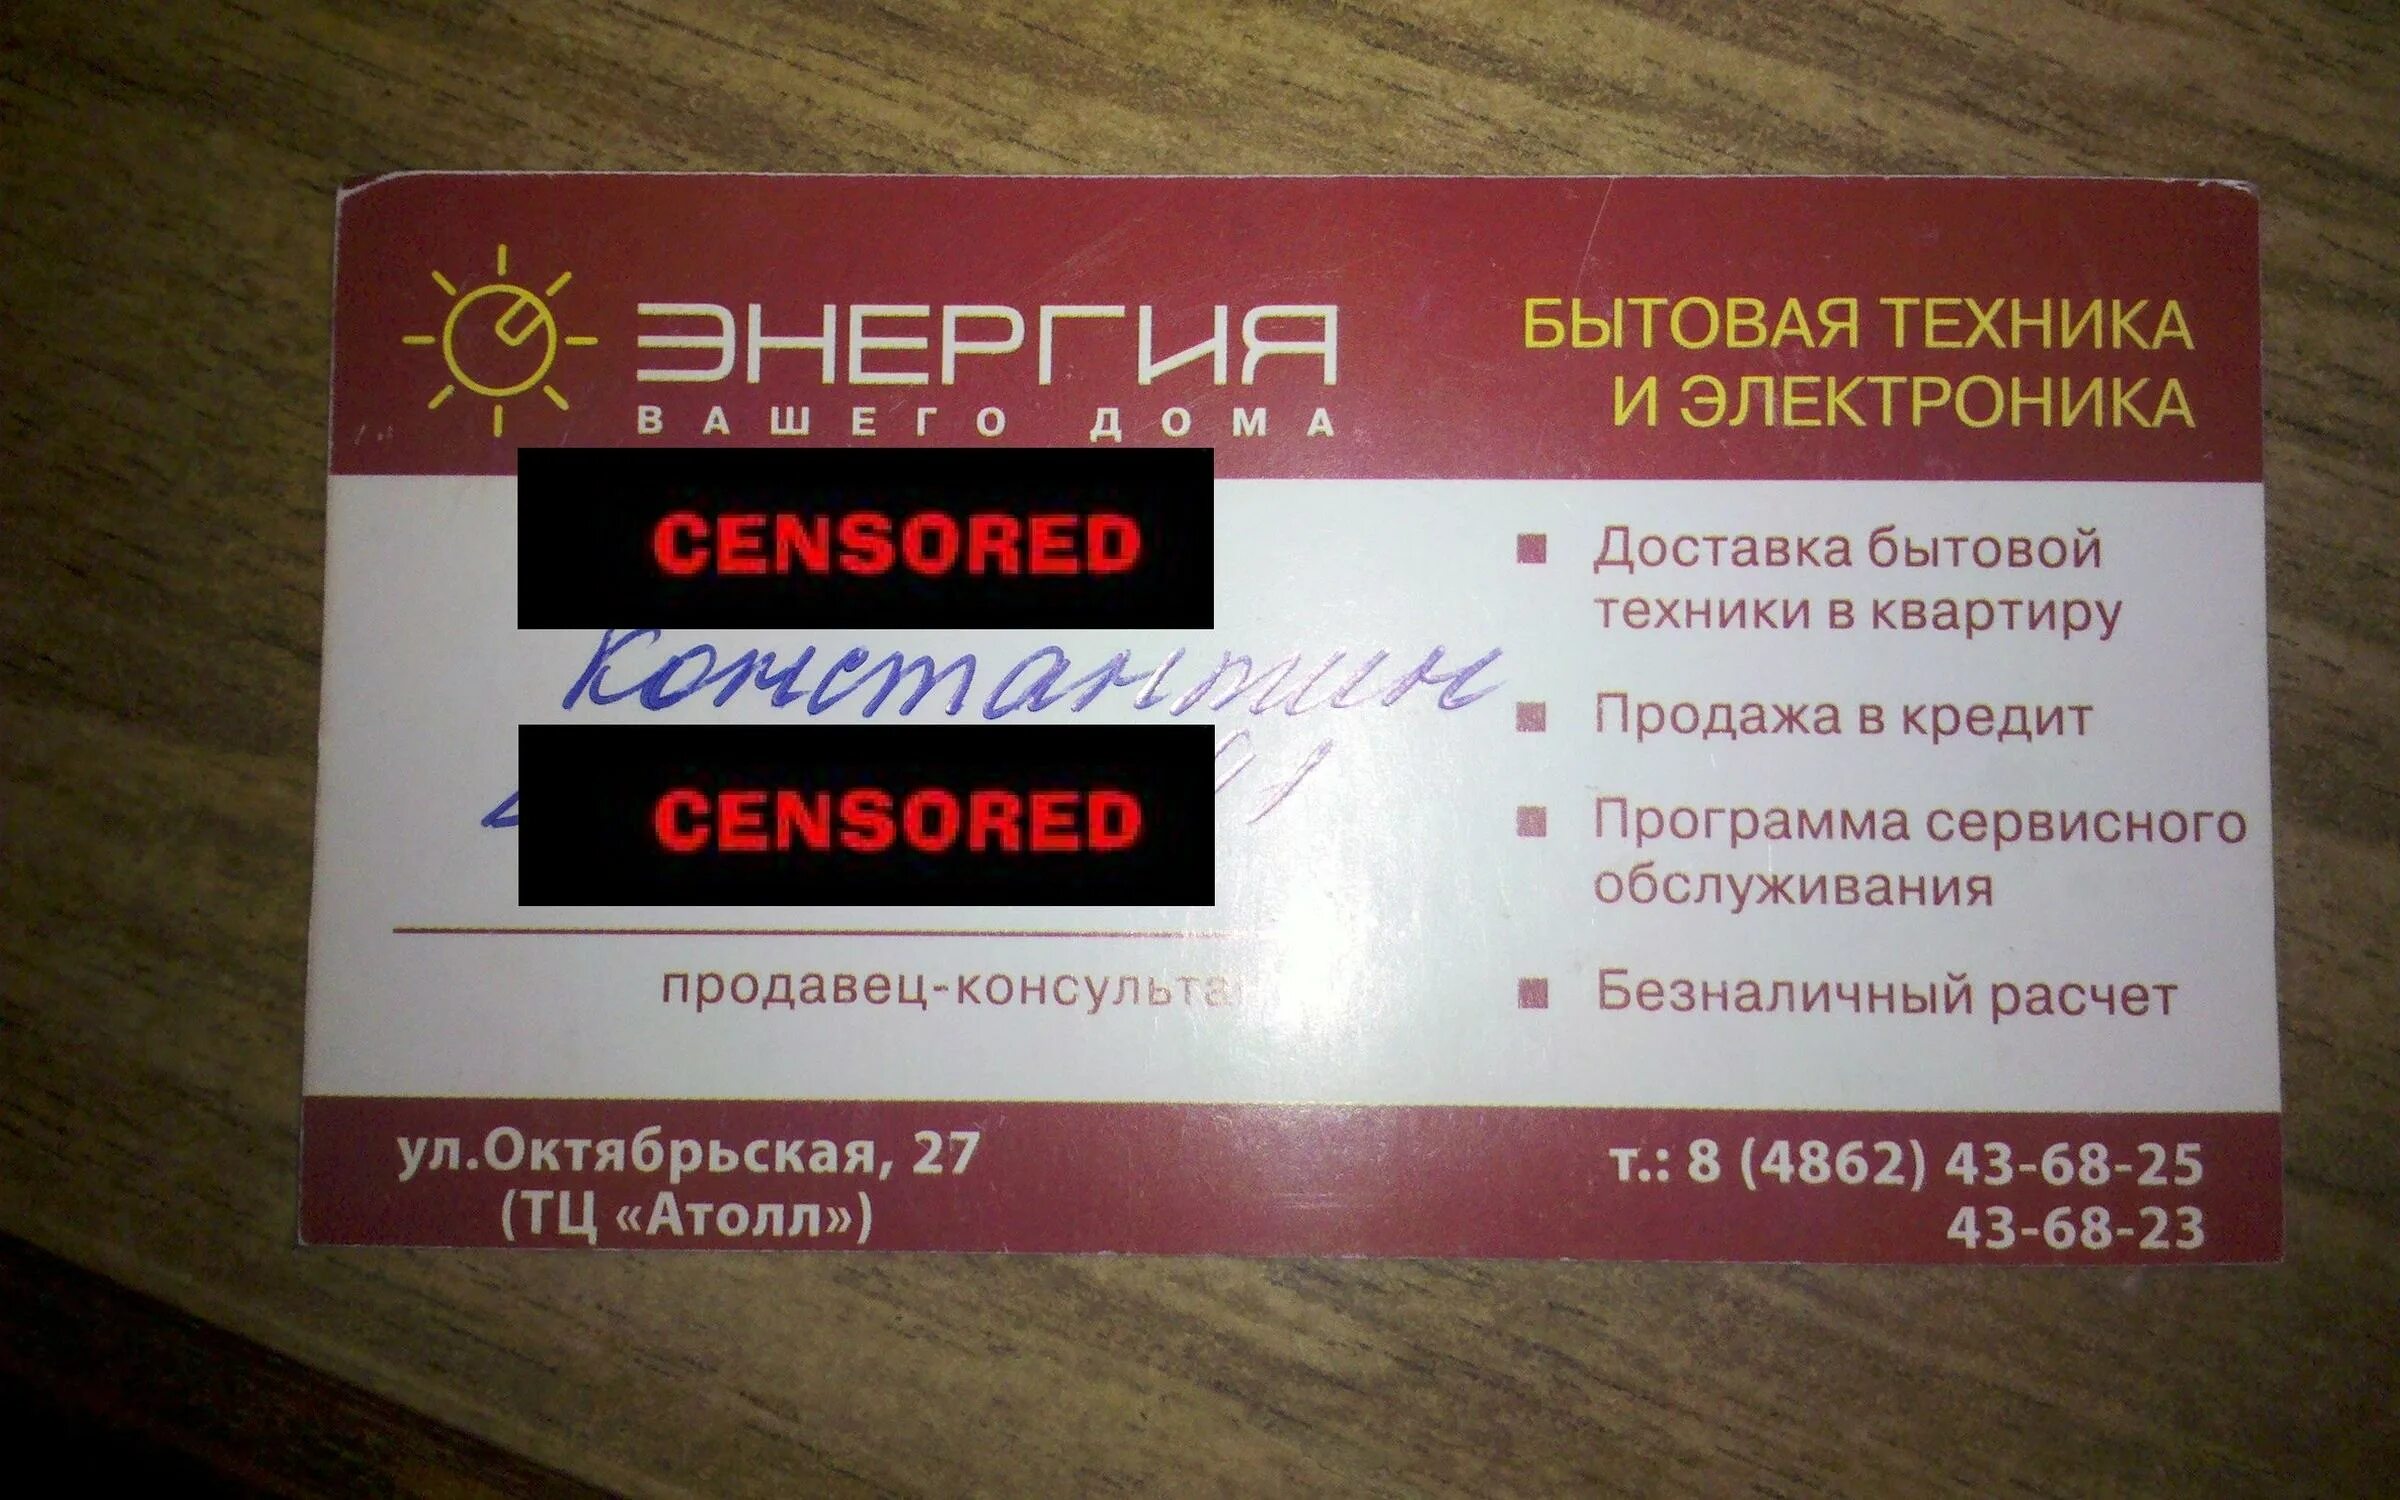 ЭНЕРГИЯ
ВАШЕГО ДОМА
БЫТОВАЯ ТЕХНИКА
И ЭЛЕКТРОНИКА
CENSORED
Константин
CENSORED
продавец-консульта
■ Доставка бытовой
техники в квартиру
■ Продажа в кредит
■ Программа сервисного
обслуживания
■ Безналичный расчет
ул.Октябрьская, 27
(ТЦ «Атолл»)
т.: 8 (4862) 43-68-25
43-68-23